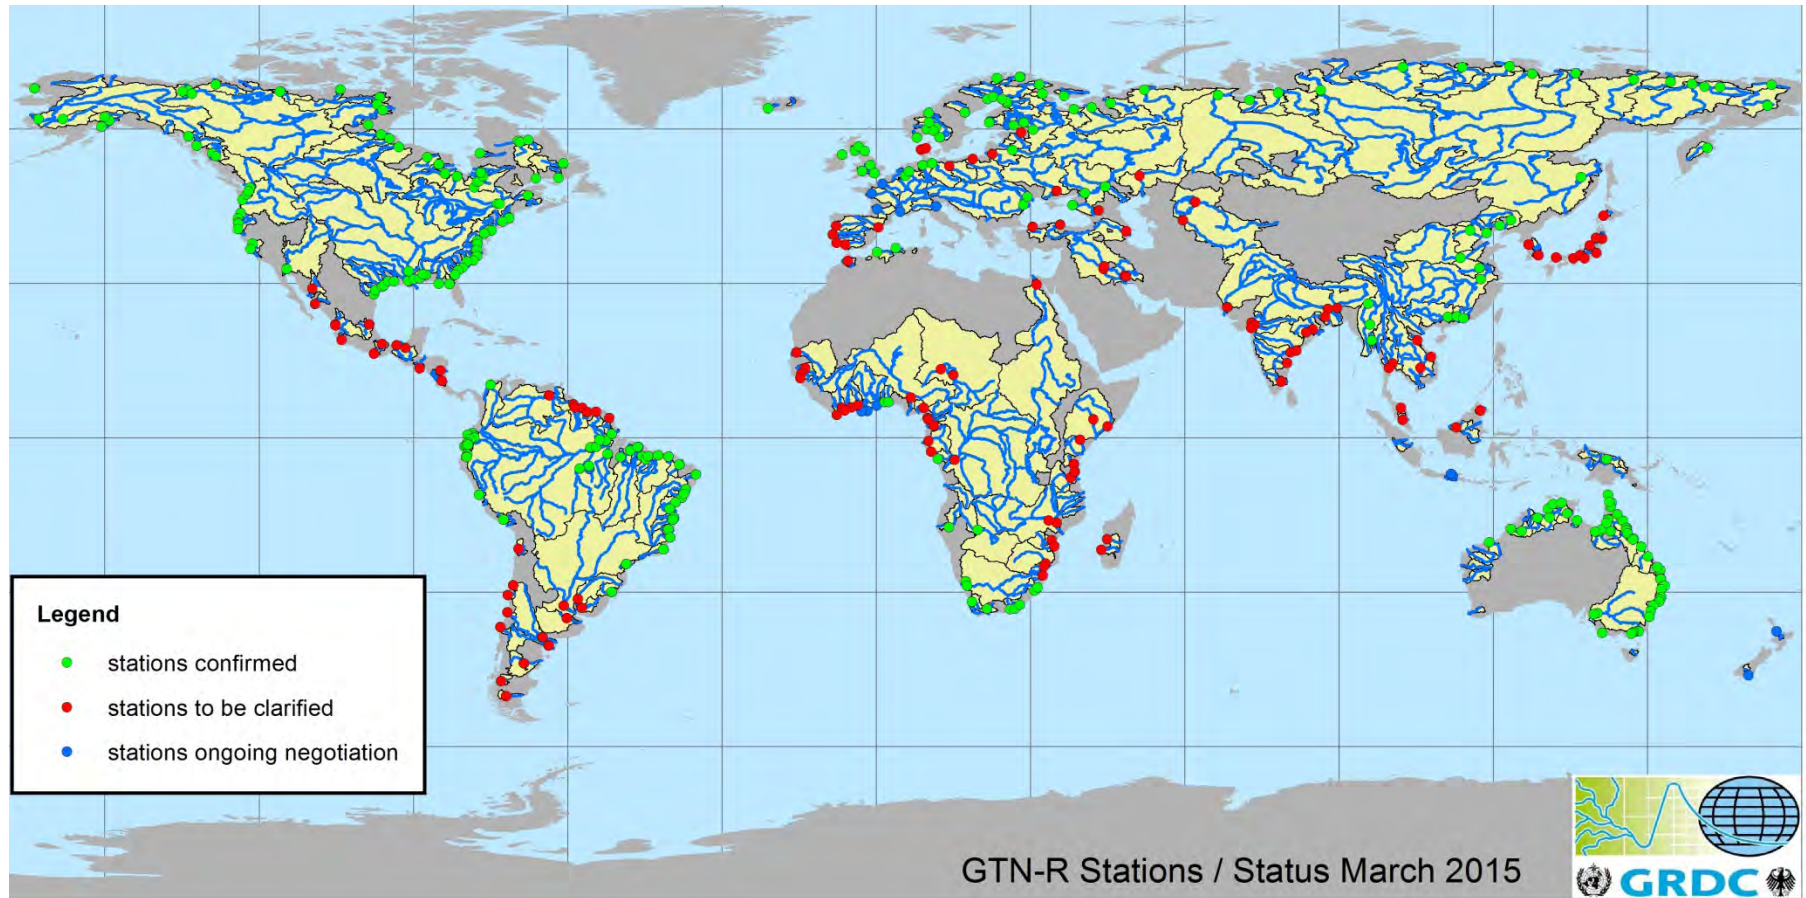 Legend
stations confirmed
stations to be clarified
stations ongoing negotiation
GTN-R Stations / Status March 2015
GRDC